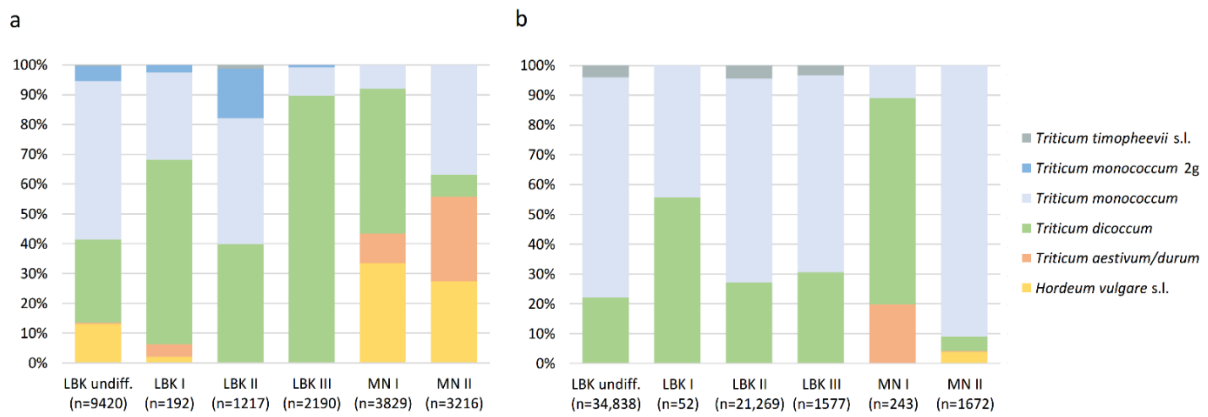 a
b
100%
90%
80%
70%
60%
50%
40%
30%
20%
10%
0%
LBK undiff.
(n=9420)
LBK I
(n=192)
LBK II
(n=1217)
LBK III
(n=2190)
MN I
(n=3829)
MN II
(n=3216)
100%
90%
80%
70%
60%
50%
40%
30%
20%
10%
0%
LBK undiff.
(n=34,838)
LBK I
(n=52)
LBK II
(n=21,269)
LBK III
(n=1577)
MN I
(n=243)
MN II
(n=1672)
Triticum timopheevii s.l.
Triticum monococcum 2g
Triticum monococcum
Triticum dicoccum
Triticum aestivum/durum
Hordeum vulgare s.l.